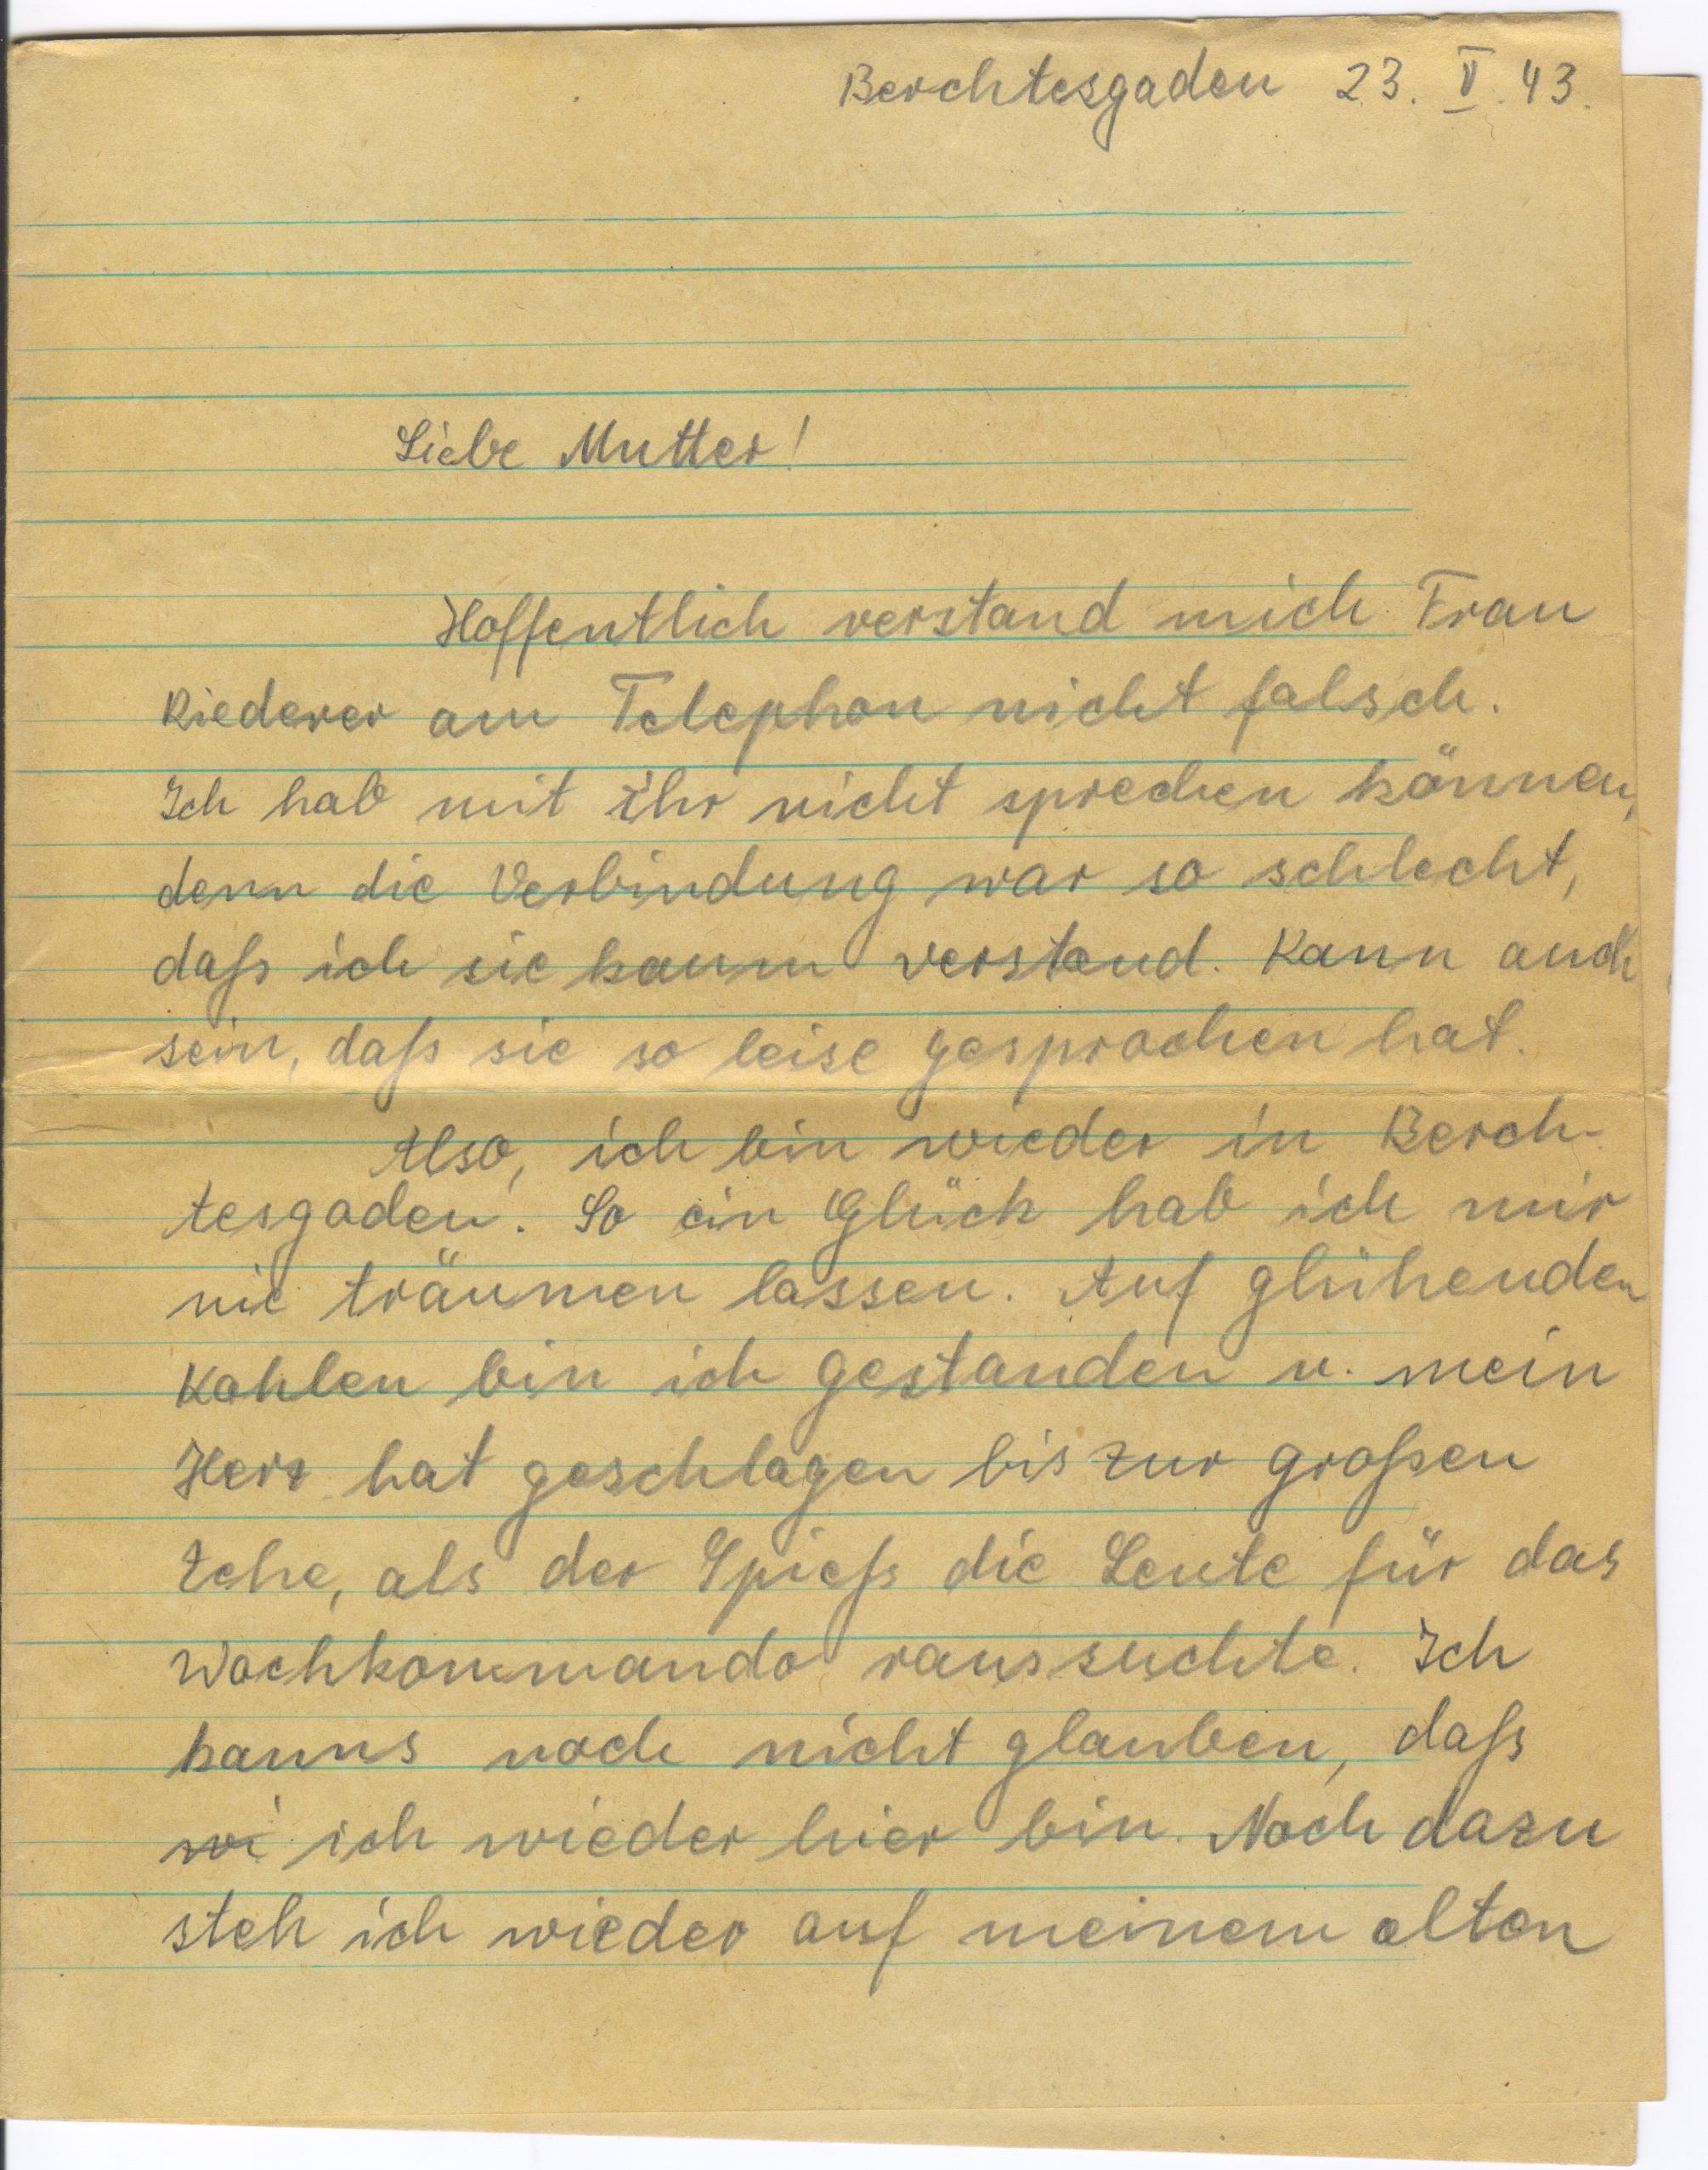 Berchtesgaden 23. V. 43.
Liebe Mutter!
Hoffentlich verstand mich Frau
Riederer am Telephon nicht falsch.
Ich hab mit ihr nicht sprechen können,
denn die Verbindung war so schlecht,
daß ich sie kaum verstand. Kann auch
sein, daß sie so leise gesprochen hat.
Also, ich bin wieder in Berch-
tesgaden. So ein Glück hab ich mir
nie träumen lassen. Auf glühenden
Kohlen bin ich gestanden u. mein
Herz hat geschlagen bis zur großen
Zehe, als der Spieß die Leute für das
Wachkommando raussuchte. Ich
kanns noch nicht glauben, daß
wi ich wieder hier bin. Noch dazu
steh ich wieder auf meinem alten